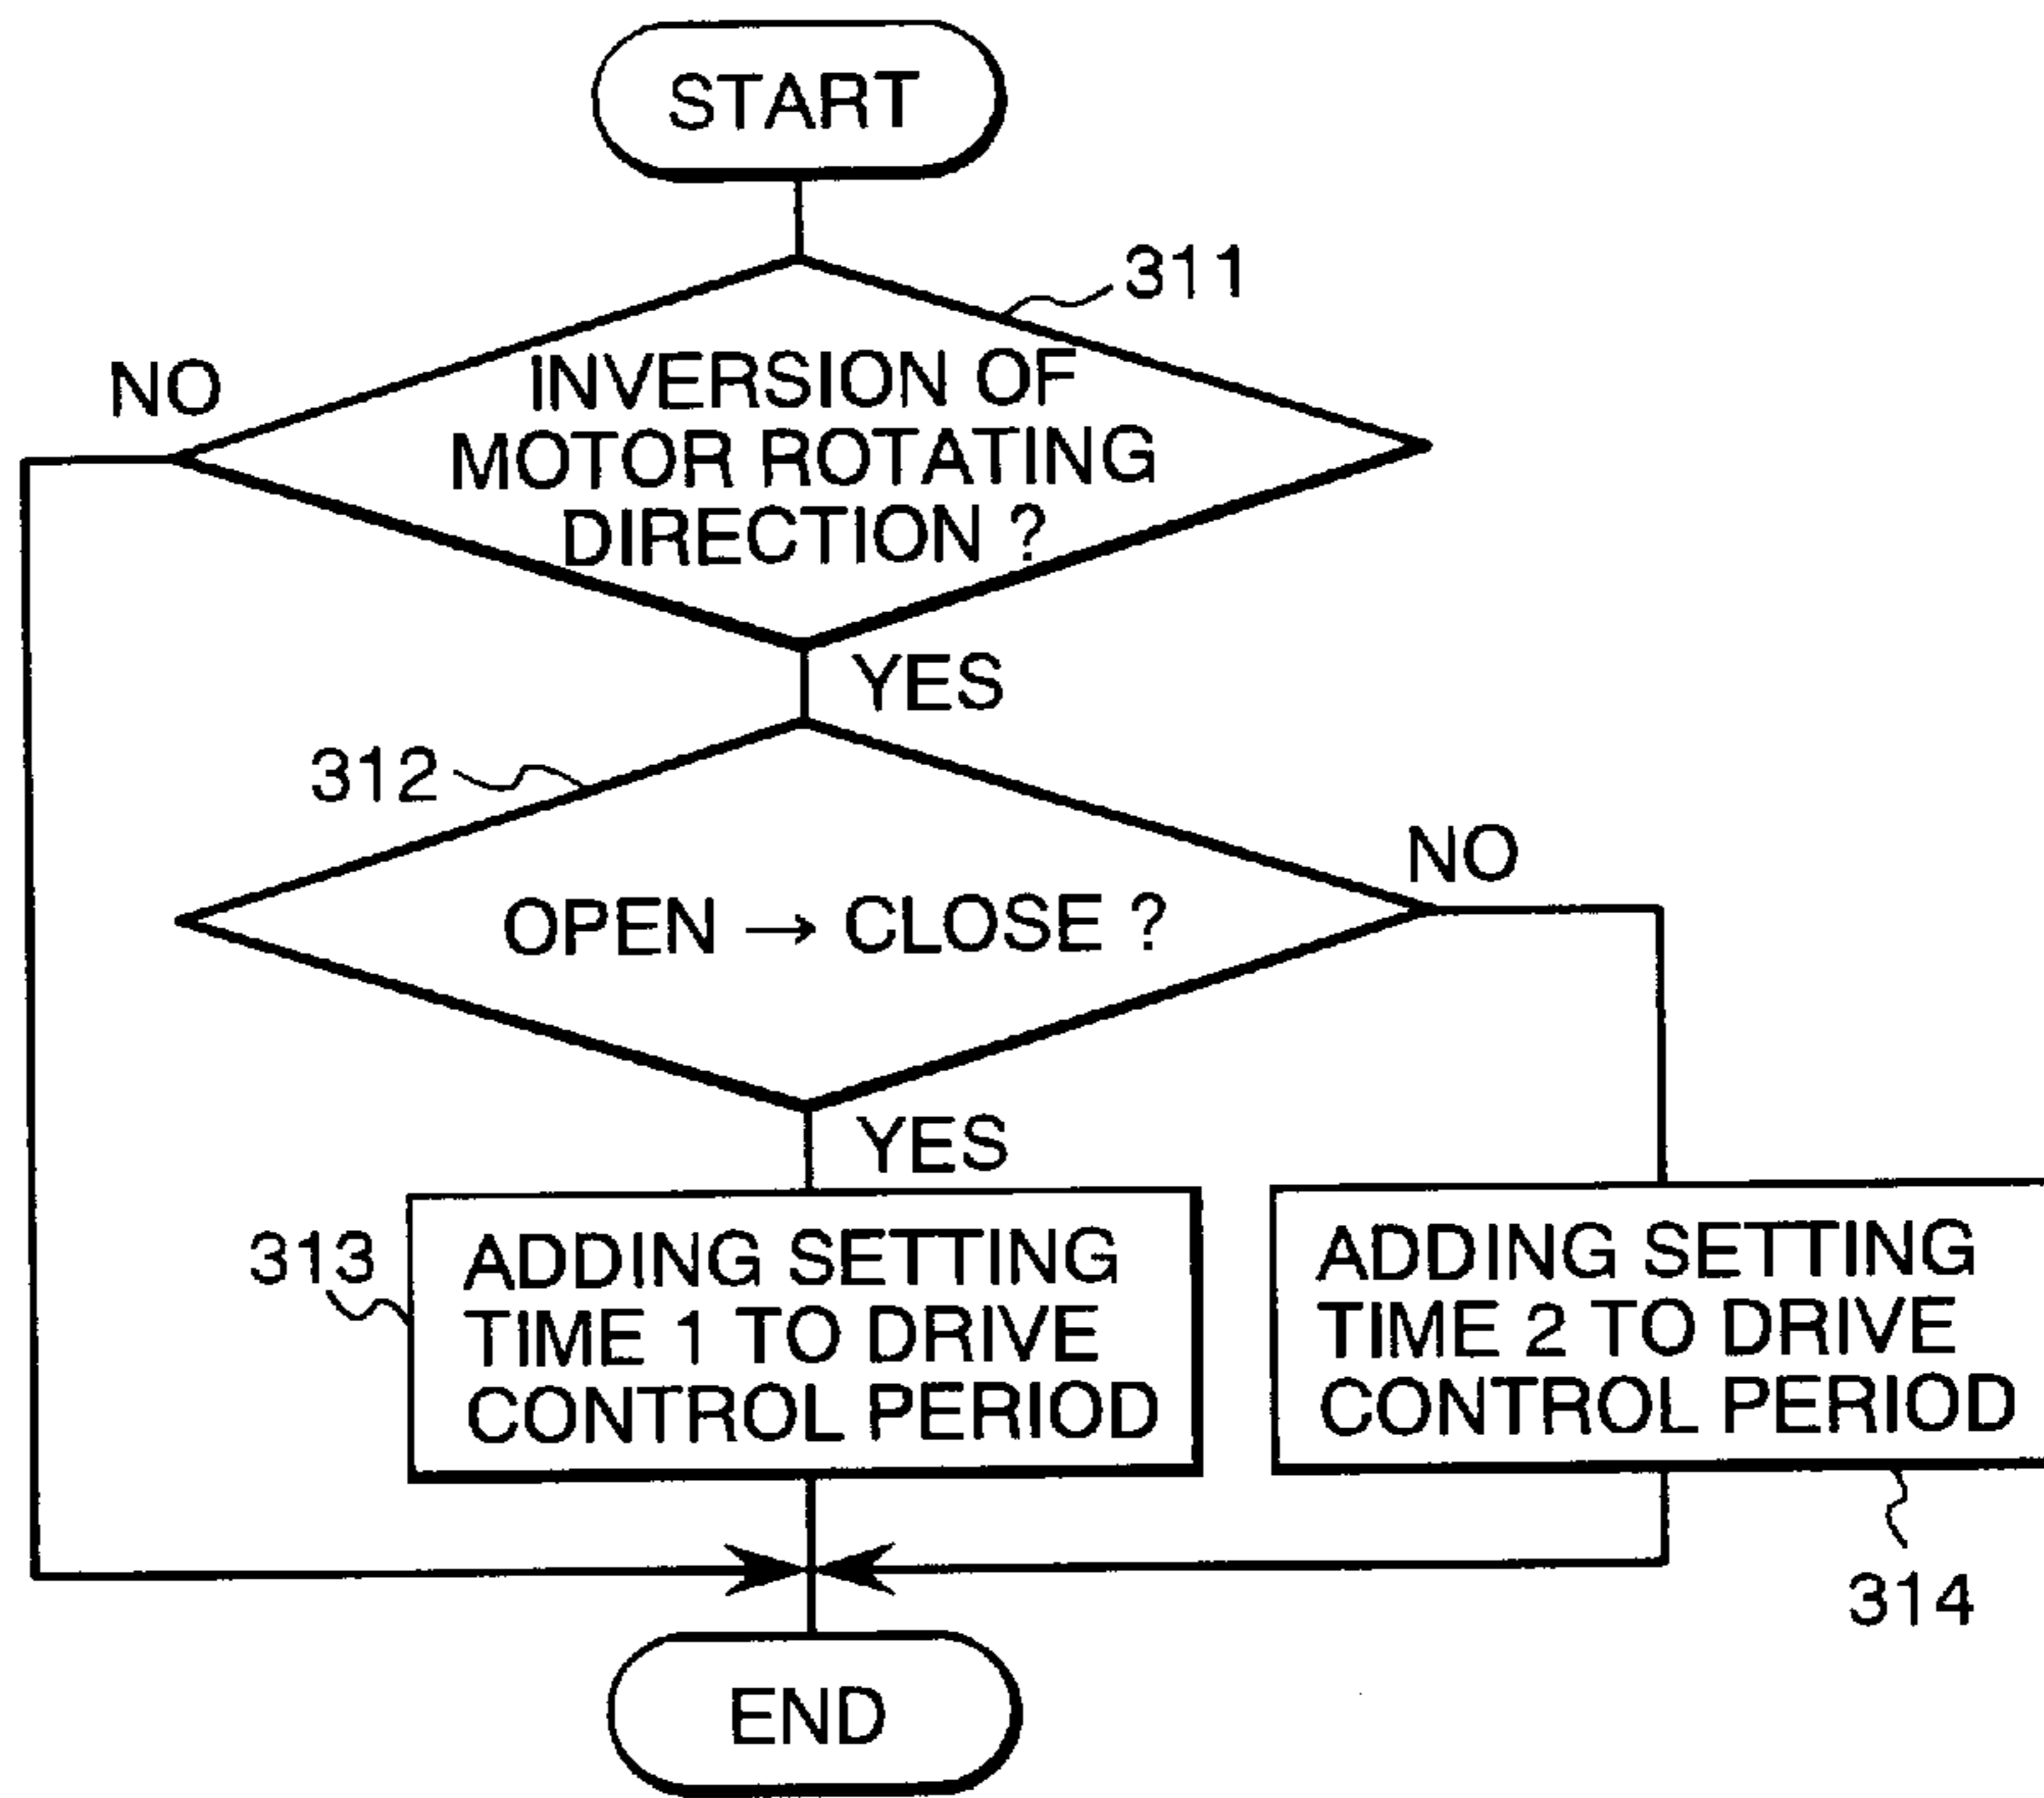 START
311
NO
INVERSION OF
MOTOR ROTATING
DIRECTION ?
YES
312
NO
OPEN → CLOSE ?
YES
313
ADDING SETTING
TIME 1 TO DRIVE
CONTROL PERIOD
ADDING SETTING
TIME 2 TO DRIVE
CONTROL PERIOD
314
END